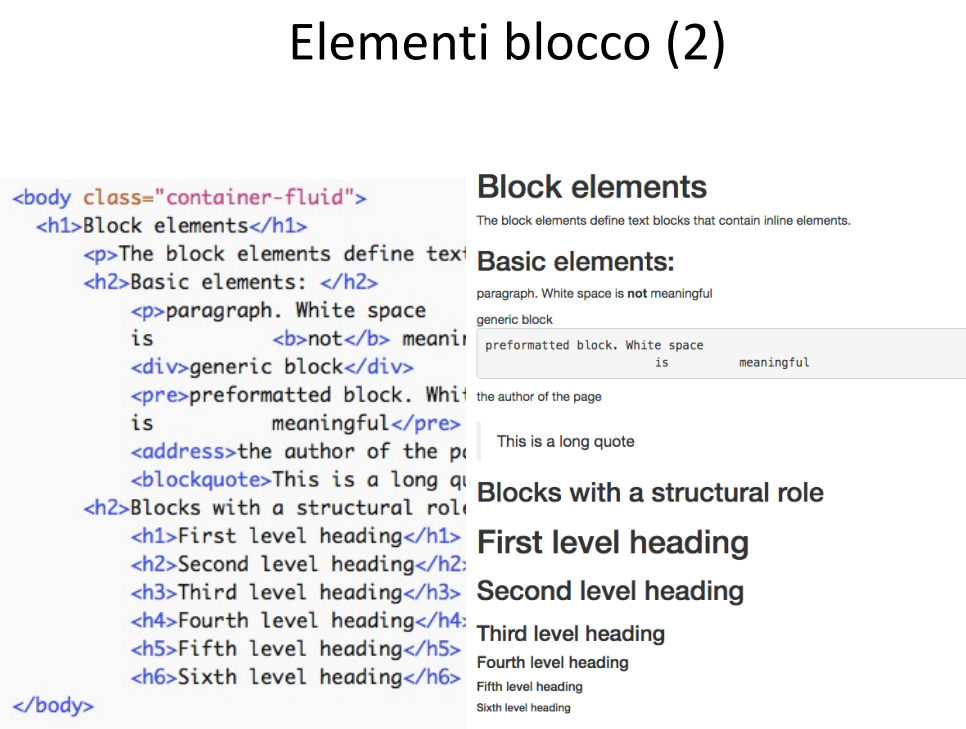 Elementi blocco (2)
<body class="container-fluid">
<h1>Block elements</h1>
<p>The block elements define text
<h2>Basic elements: </h2>
<p>paragraph. White space
is <b>not</b> meanin
<div>generic block</div>
<pre>preformatted block. Whit
is meaningful</pre>
<address>the author of the pa
<blockquote>This is a long qu
<h2>Blocks with a structural role
<h1>First level heading</h1>
<h2>Second level heading</h2>
<h3>Third level heading</h3>
<h4>Fourth level heading</h4>
<h5>Fifth level heading</h5>
<h6>Sixth level heading</h6>
</body>
Block elements
The block elements define text blocks that contain inline elements.
Basic elements:
paragraph. White space is not meaningful
generic block
preformatted block. White space
is meaningful
the author of the page
This is a long quote
Blocks with a structural role
First level heading
Second level heading
Third level heading
Fourth level heading
Fifth level heading
Sixth level heading